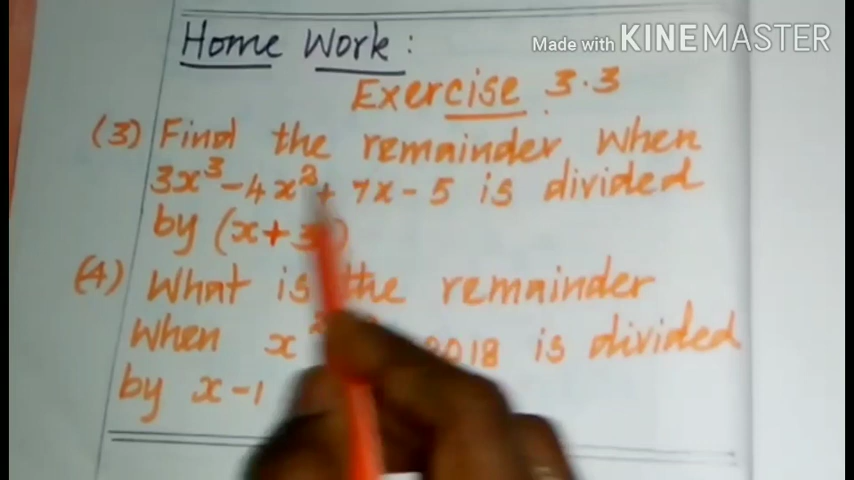 Made with KINEMASTER
Home Work:
Exercise 3.3
(3) Find the remainder when
3x³ - 4x² + 7x - 5 is divided
by (x+3)
(4) What is the remainder
When x 2018 is divided
by x - 1